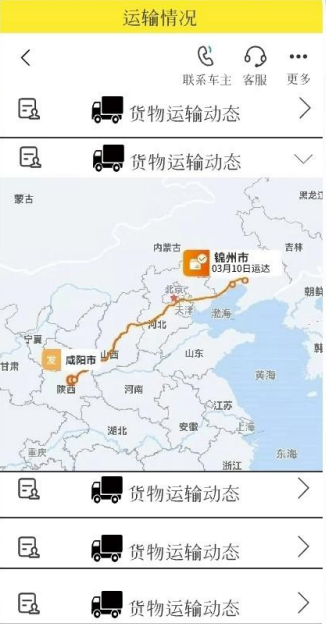 运输情况
联系车主 客服 更多
货物运输动态
货物运输动态
蒙古
黑龙江
内蒙古
吉林
锦州市
03月10日运达
北京
天津
朝鲜
渤海
河北
宁夏
发 咸阳市
山西
山东
韩
甘肃
陕西
河南
黄海
江苏
安徽
上海
湖北
重庆
东海
浙江
货物运输动态
货物运输动态
货物运输动态